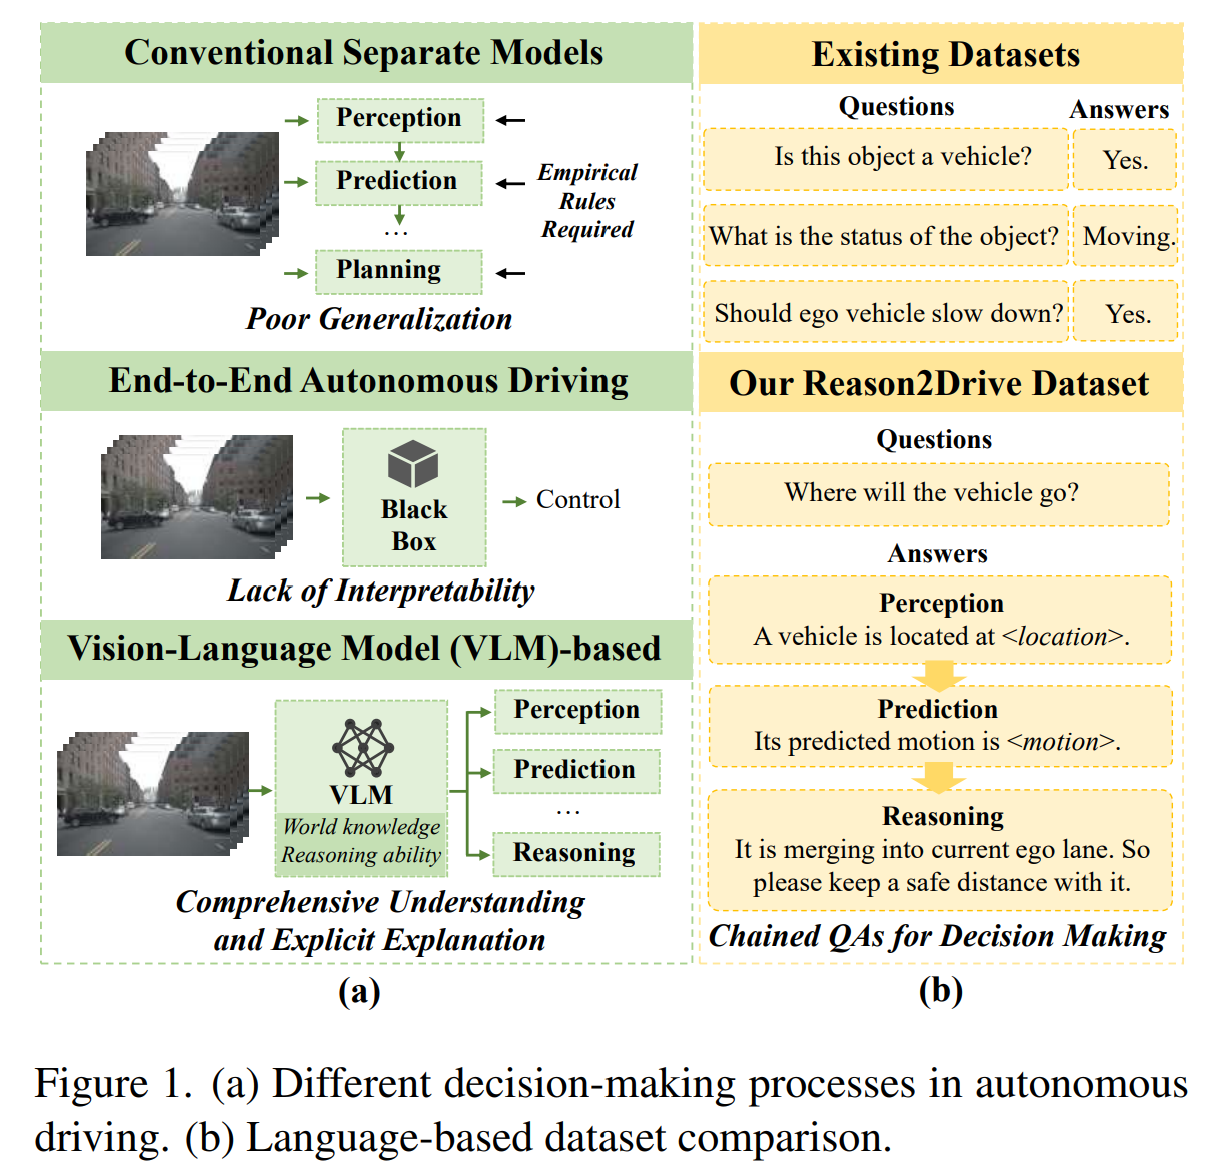 Conventional Separate Models
Perception
Prediction
...
Planning
Empirical
Rules
Required
Poor Generalization
End-to-End Autonomous Driving
Black
Box
Control
Lack of Interpretability
Vision-Language Model (VLM)-based
VLM
World knowledge
Reasoning ability
Perception
Prediction
...
Reasoning
Comprehensive Understanding
and Explicit Explanation
(a)
Existing Datasets
Questions Answers
Is this object a vehicle? Yes.
What is the status of the object? Moving.
Should ego vehicle slow down? Yes.
Our Reason2Drive Dataset
Questions
Where will the vehicle go?
Answers
Perception
A vehicle is located at <location>.
Prediction
Its predicted motion is <motion>.
Reasoning
It is merging into current ego lane. So
please keep a safe distance with it.
Chained QAs for Decision Making
(b)
Figure 1. (a) Different decision-making processes in autonomous
driving. (b) Language-based dataset comparison.